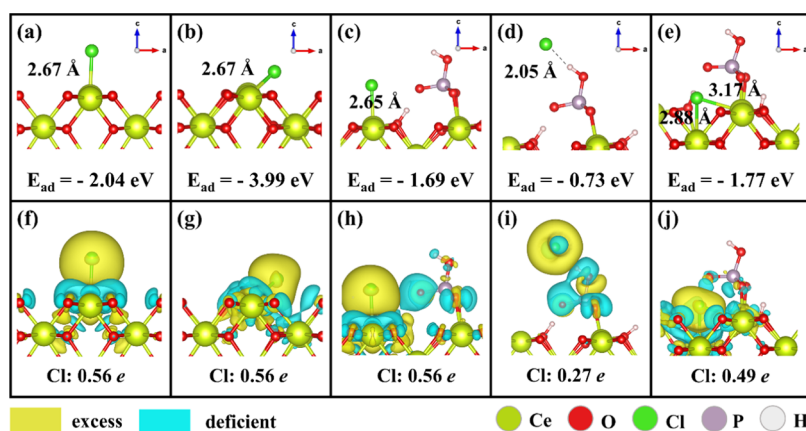 (a)
c
2.67 Å
a
E_ad = - 2.04 eV
(b)
c
2.67 Å
a
E_ad = - 3.99 eV
(c)
c
a
2.65 Å
E_ad = - 1.69 eV
(d)
c
a
2.05 Å
E_ad = - 0.73 eV
(e)
c
a
3.17 Å
2.88 Å
E_ad = - 1.77 eV
(f)
Cl: 0.56 e
(g)
Cl: 0.56 e
(h)
Cl: 0.56 e
(i)
Cl: 0.27 e
(j)
Cl: 0.49 e
excess
deficient
Ce
O
Cl
P
H